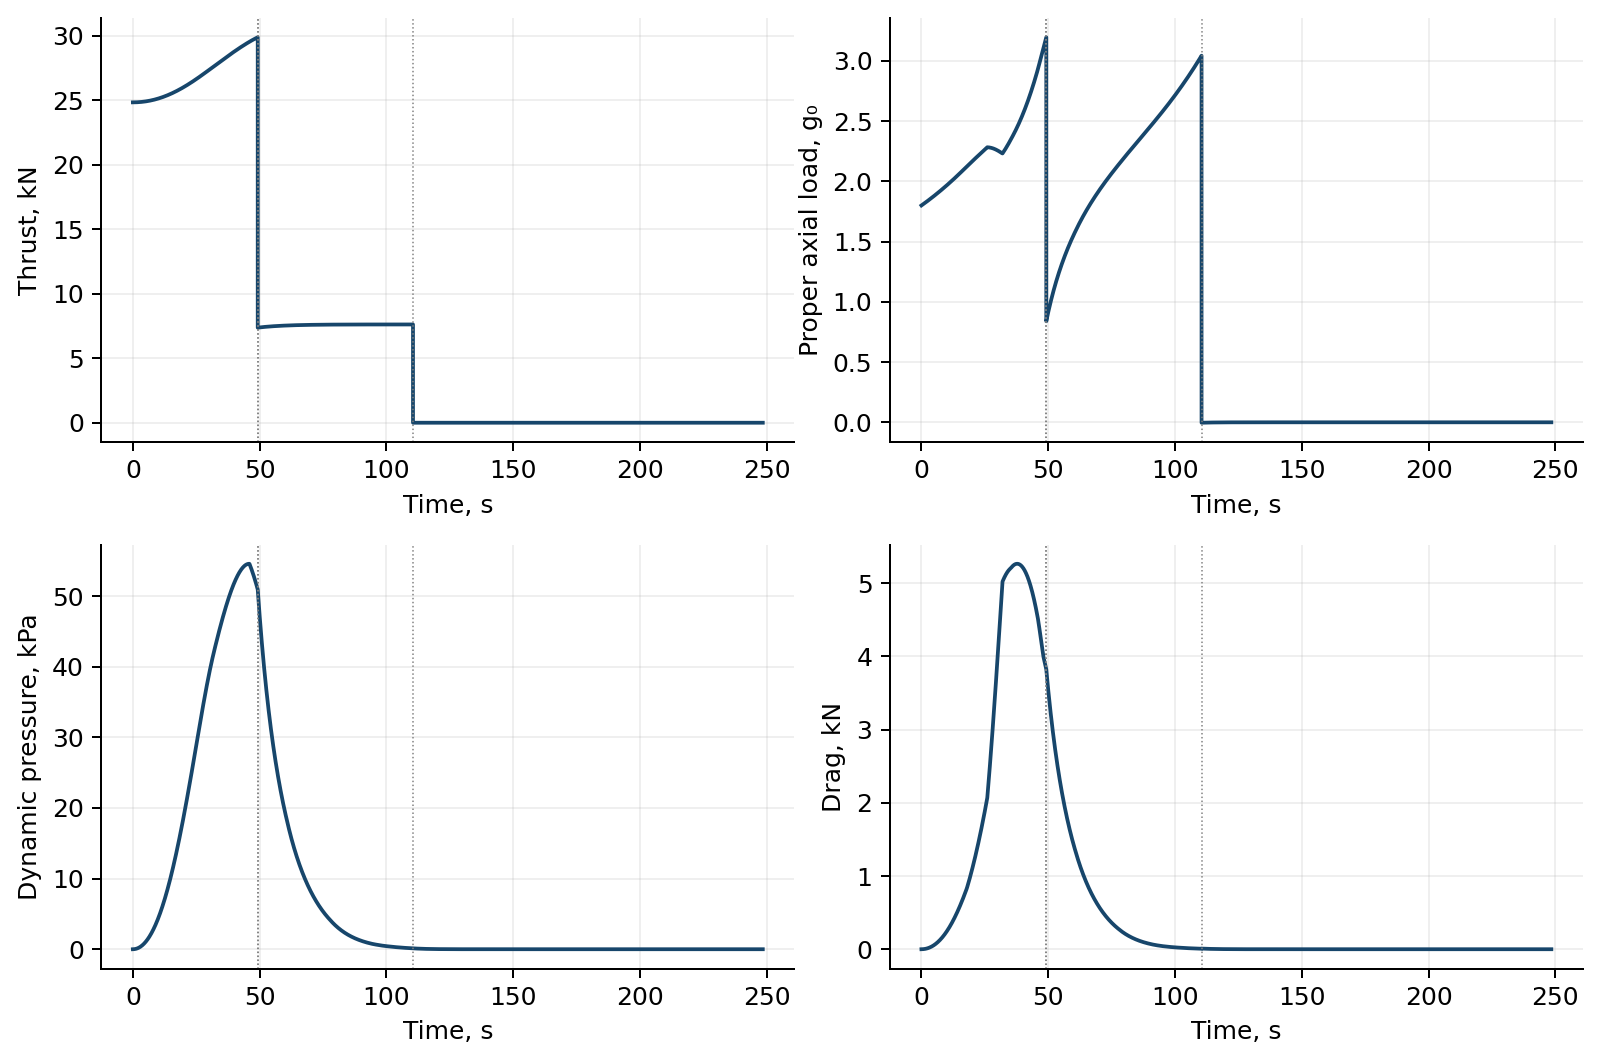 Thrust, kN
30
25
20
15
10
5
0
0 50 100 150 200 250
Time, s
Proper axial load, g₀
3.0
2.5
2.0
1.5
1.0
0.5
0.0
0 50 100 150 200 250
Time, s
Dynamic pressure, kPa
50
40
30
20
10
0
0 50 100 150 200 250
Time, s
Drag, kN
5
4
3
2
1
0
0 50 100 150 200 250
Time, s